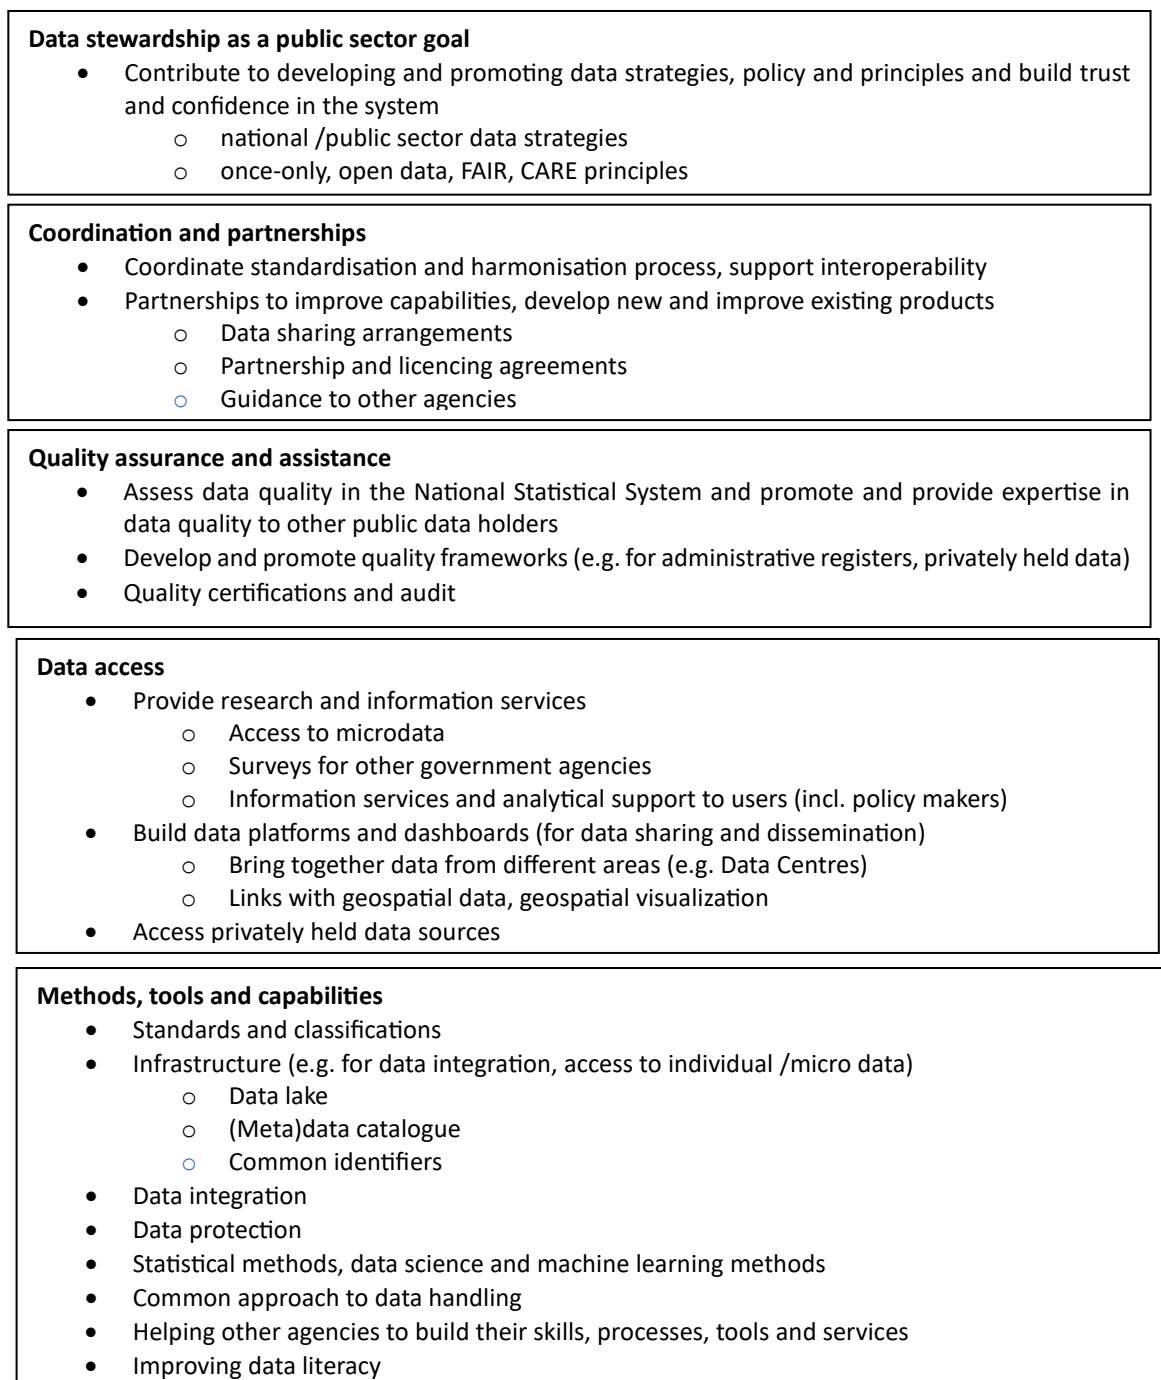 Data stewardship as a public sector goal
• Contribute to developing and promoting data strategies, policy and principles and build trust
and confidence in the system
o national /public sector data strategies
o once-only, open data, FAIR, CARE principles
Coordination and partnerships
• Coordinate standardisation and harmonisation process, support interoperability
• Partnerships to improve capabilities, develop new and improve existing products
o Data sharing arrangements
o Partnership and licencing agreements
o Guidance to other agencies
Quality assurance and assistance
• Assess data quality in the National Statistical System and promote and provide expertise in
data quality to other public data holders
• Develop and promote quality frameworks (e.g. for administrative registers, privately held data)
• Quality certifications and audit
Data access
• Provide research and information services
o Access to microdata
o Surveys for other government agencies
o Information services and analytical support to users (incl. policy makers)
• Build data platforms and dashboards (for data sharing and dissemination)
o Bring together data from different areas (e.g. Data Centres)
o Links with geospatial data, geospatial visualization
• Access privately held data sources
Methods, tools and capabilities
• Standards and classifications
• Infrastructure (e.g. for data integration, access to individual /micro data)
o Data lake
o (Meta)data catalogue
o Common identifiers
• Data integration
• Data protection
• Statistical methods, data science and machine learning methods
• Common approach to data handling
• Helping other agencies to build their skills, processes, tools and services
• Improving data literacy